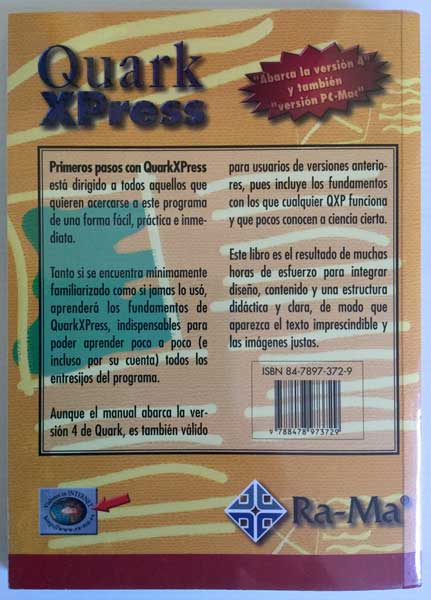 Quark
XPress
"Abarca la versión 4"
y también
"versión PC-Mac"
Primeros pasos con QuarkXPress
está dirigido a todos aquellos que
quieren acercarse a este programa
de una forma fácil, práctica e inme-
diata.
Tanto si se encuentra mínimamente
familiarizado como si jamas lo usó,
aprenderá los fundamentos de
QuarkXPress, indispensables para
poder aprender poco a poco (e
incluso por su cuenta) todos los
entresijos del programa.
Aunque el manual abarca la ver-
sión 4 de Quark, es también válido
para usuarios de versiones anterio-
res, pues incluye los fundamentos
con los que cualquier QXP funciona
y que pocos conocen a ciencia cierta.
Este libro es el resultado de muchas
horas de esfuerzo para integrar
diseño, contenido y una estructura
didáctica y clara, de modo que
aparezca el texto imprescindible y
las imágenes justas.
ISBN 84-7897-372-9
9 788478 973729
INTERNET
Ra-Ma®